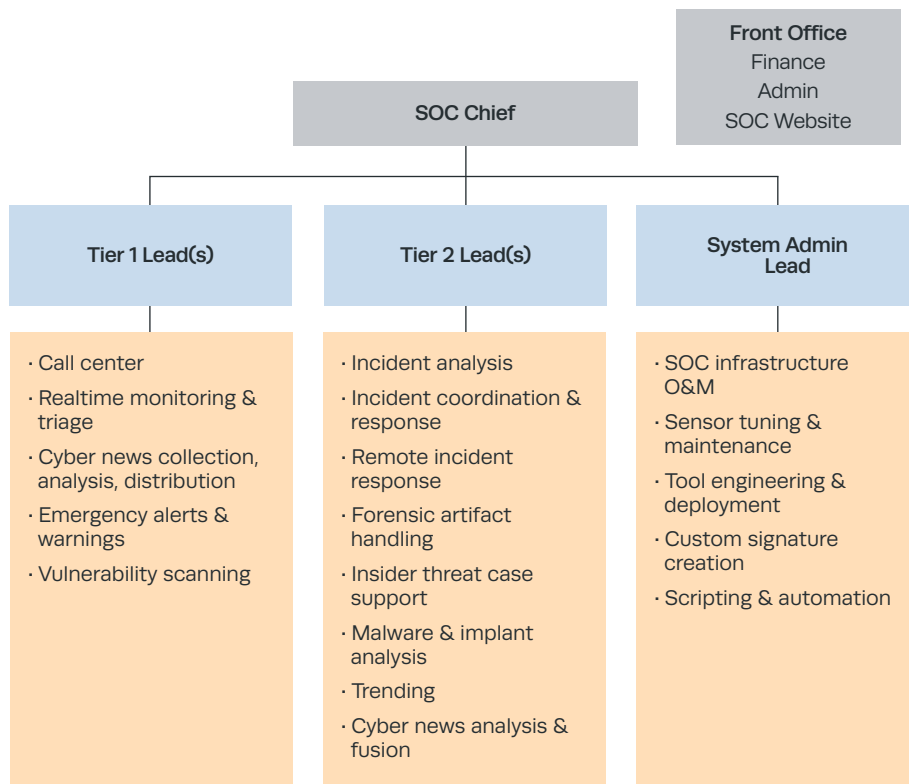 Front Office
Finance
Admin
SOC Website
SOC Chief
Tier 1 Lead(s)
Tier 2 Lead(s)
System Admin
Lead
· Call center
· Realtime monitoring &
triage
· Cyber news collection,
analysis, distribution
· Emergency alerts &
warnings
· Vulnerability scanning
· Incident analysis
· Incident coordination &
response
· Remote incident
response
· Forensic artifact
handling
· Insider threat case
support
· Malware & implant
analysis
· Trending
· Cyber news analysis &
fusion
· SOC infrastructure
O&M
· Sensor tuning &
maintenance
· Tool engineering &
deployment
· Custom signature
creation
· Scripting & automation